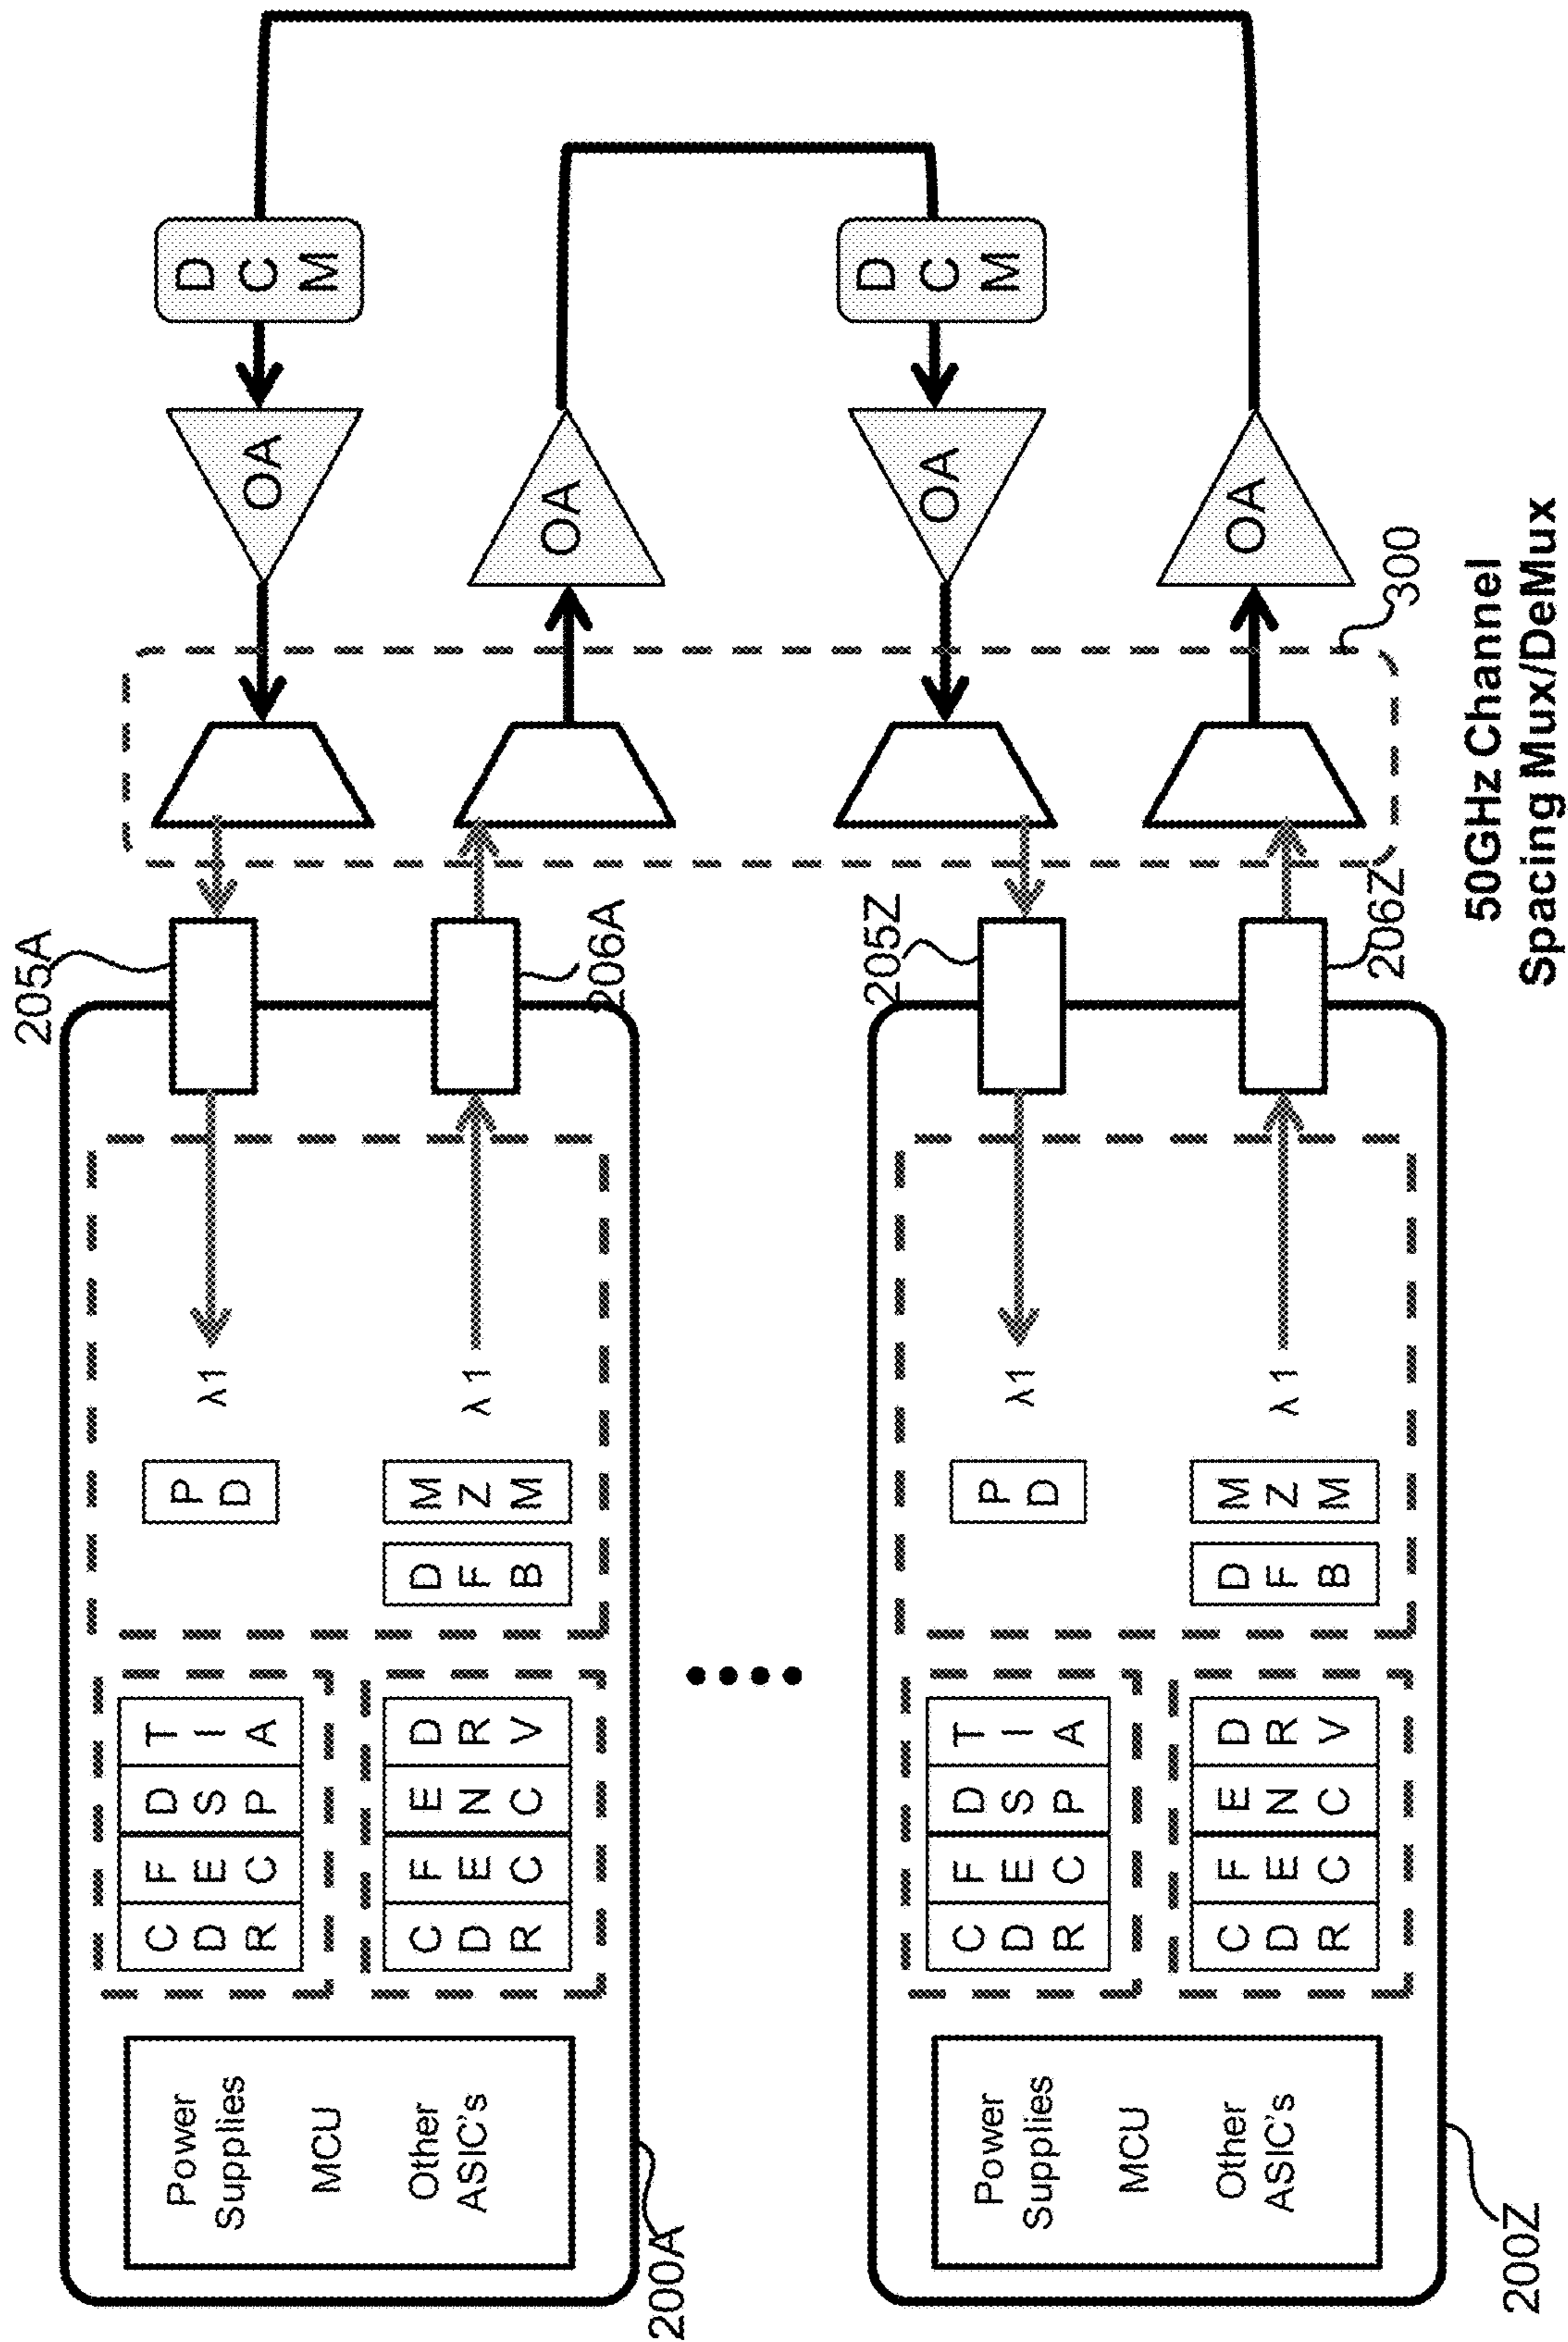 205A
Power
Supplies
MCU
Other
ASIC's
CDR
FEC
DSP
TIA
PD
λ1
OA
DCM
CDR
FEC
ENC
DRV
DFB
MZM
λ1
206A
OA
200A
205Z
Power
Supplies
MCU
Other
ASIC's
CDR
FEC
DSP
TIA
PD
λ1
OA
DCM
CDR
FEC
ENC
DRV
DFB
MZM
λ1
206Z
OA
300
200Z
50GHz Channel
Spacing Mux/DeMux